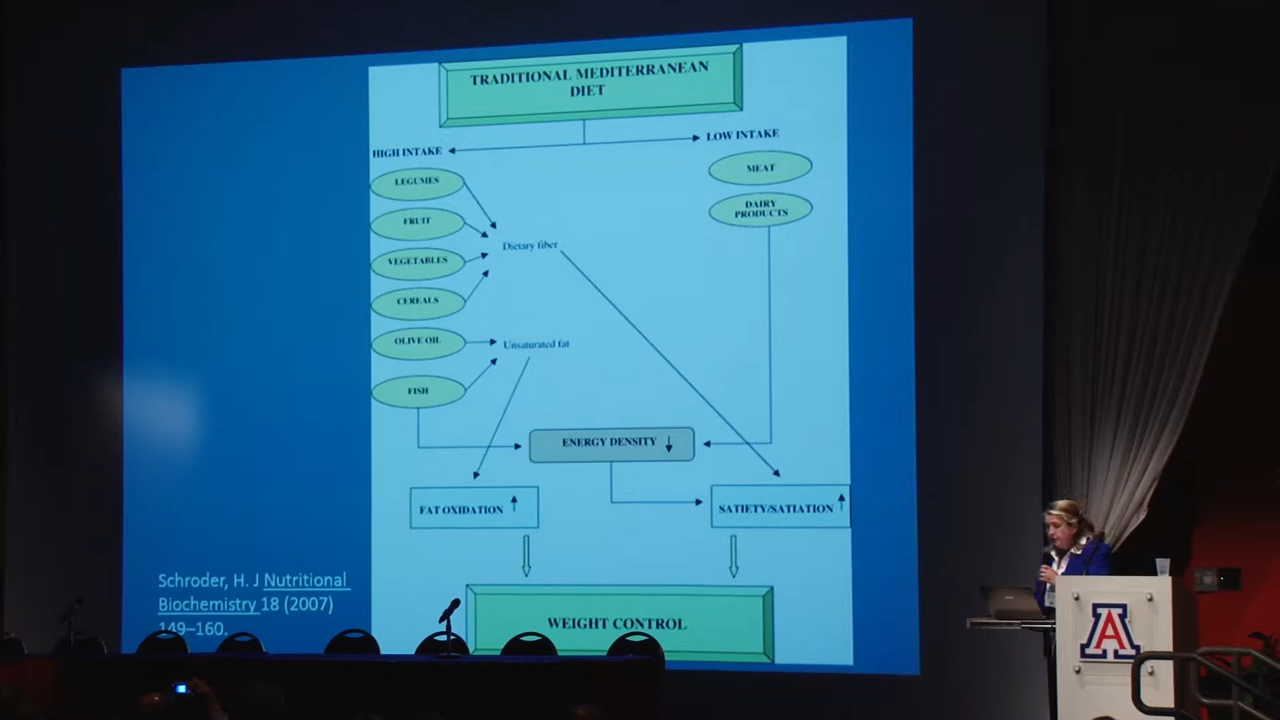 TRADITIONAL MEDITERRANEAN
DIET
HIGH INTAKE
LOW INTAKE
LEGUMES
FRUIT
VEGETABLES
CEREALS
OLIVE OIL
FISH
MEAT
DAIRY
PRODUCTS
Dietary fiber
Unsaturated fat
ENERGY DENSITY ↓
FAT OXIDATION ↑
SATIETY/SATIATION ↑
WEIGHT CONTROL
Schroder, H. J Nutritional
Biochemistry 18 (2007)
149–160.
A